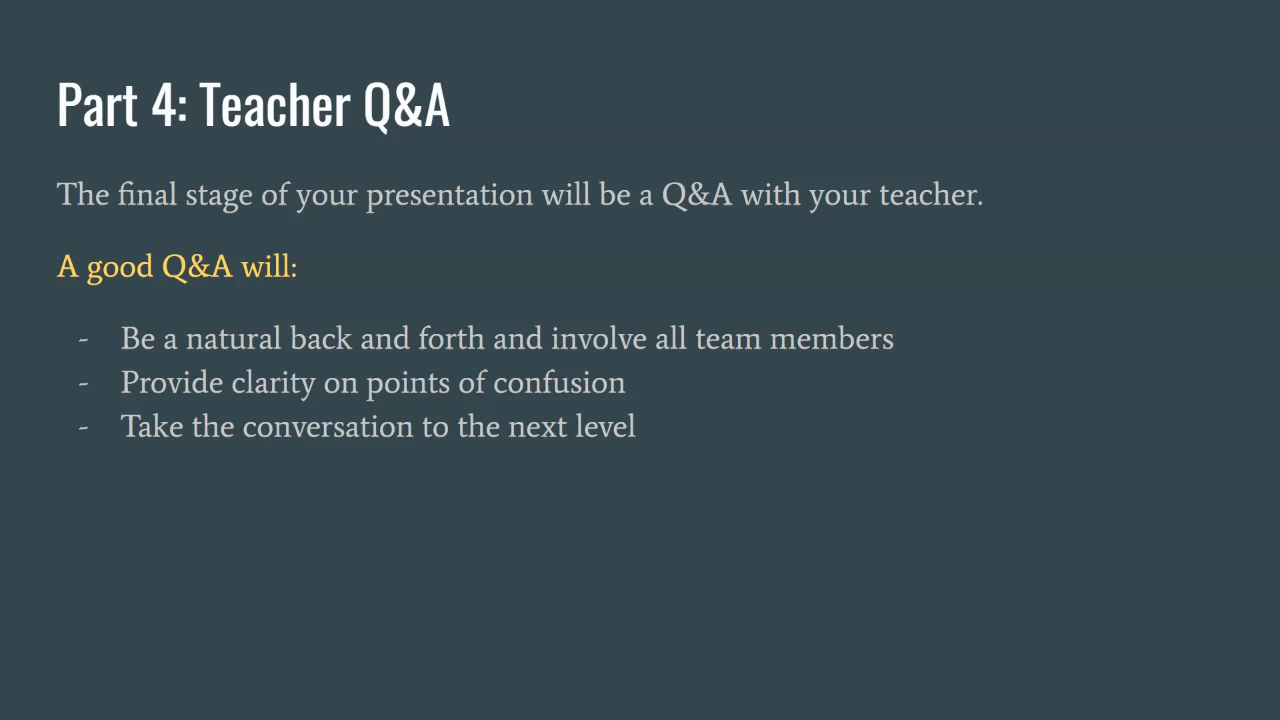 Part 4: Teacher Q&A
The final stage of your presentation will be a Q&A with your teacher.
A good Q&A will:
- Be a natural back and forth and involve all team members
- Provide clarity on points of confusion
- Take the conversation to the next level